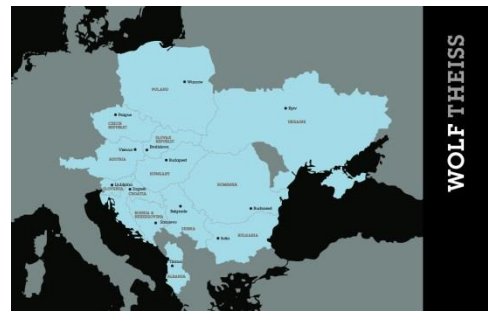 Warsaw
POLAND
Kyiv
UKRAINE
Prague
CZECH
REPUBLIC
SLOVAK
REPUBLIC
Vienna
Bratislava
AUSTRIA
Budapest
HUNGARY
Ljubljana
SLOVENIA
Zagreb
CROATIA
ROMANIA
Belgrade
Bucharest
BOSNIA &
HERZEGOVINA
Sarajevo
SERBIA
Sofia
BULGARIA
Tirana
ALBANIA
WOLF THEISS